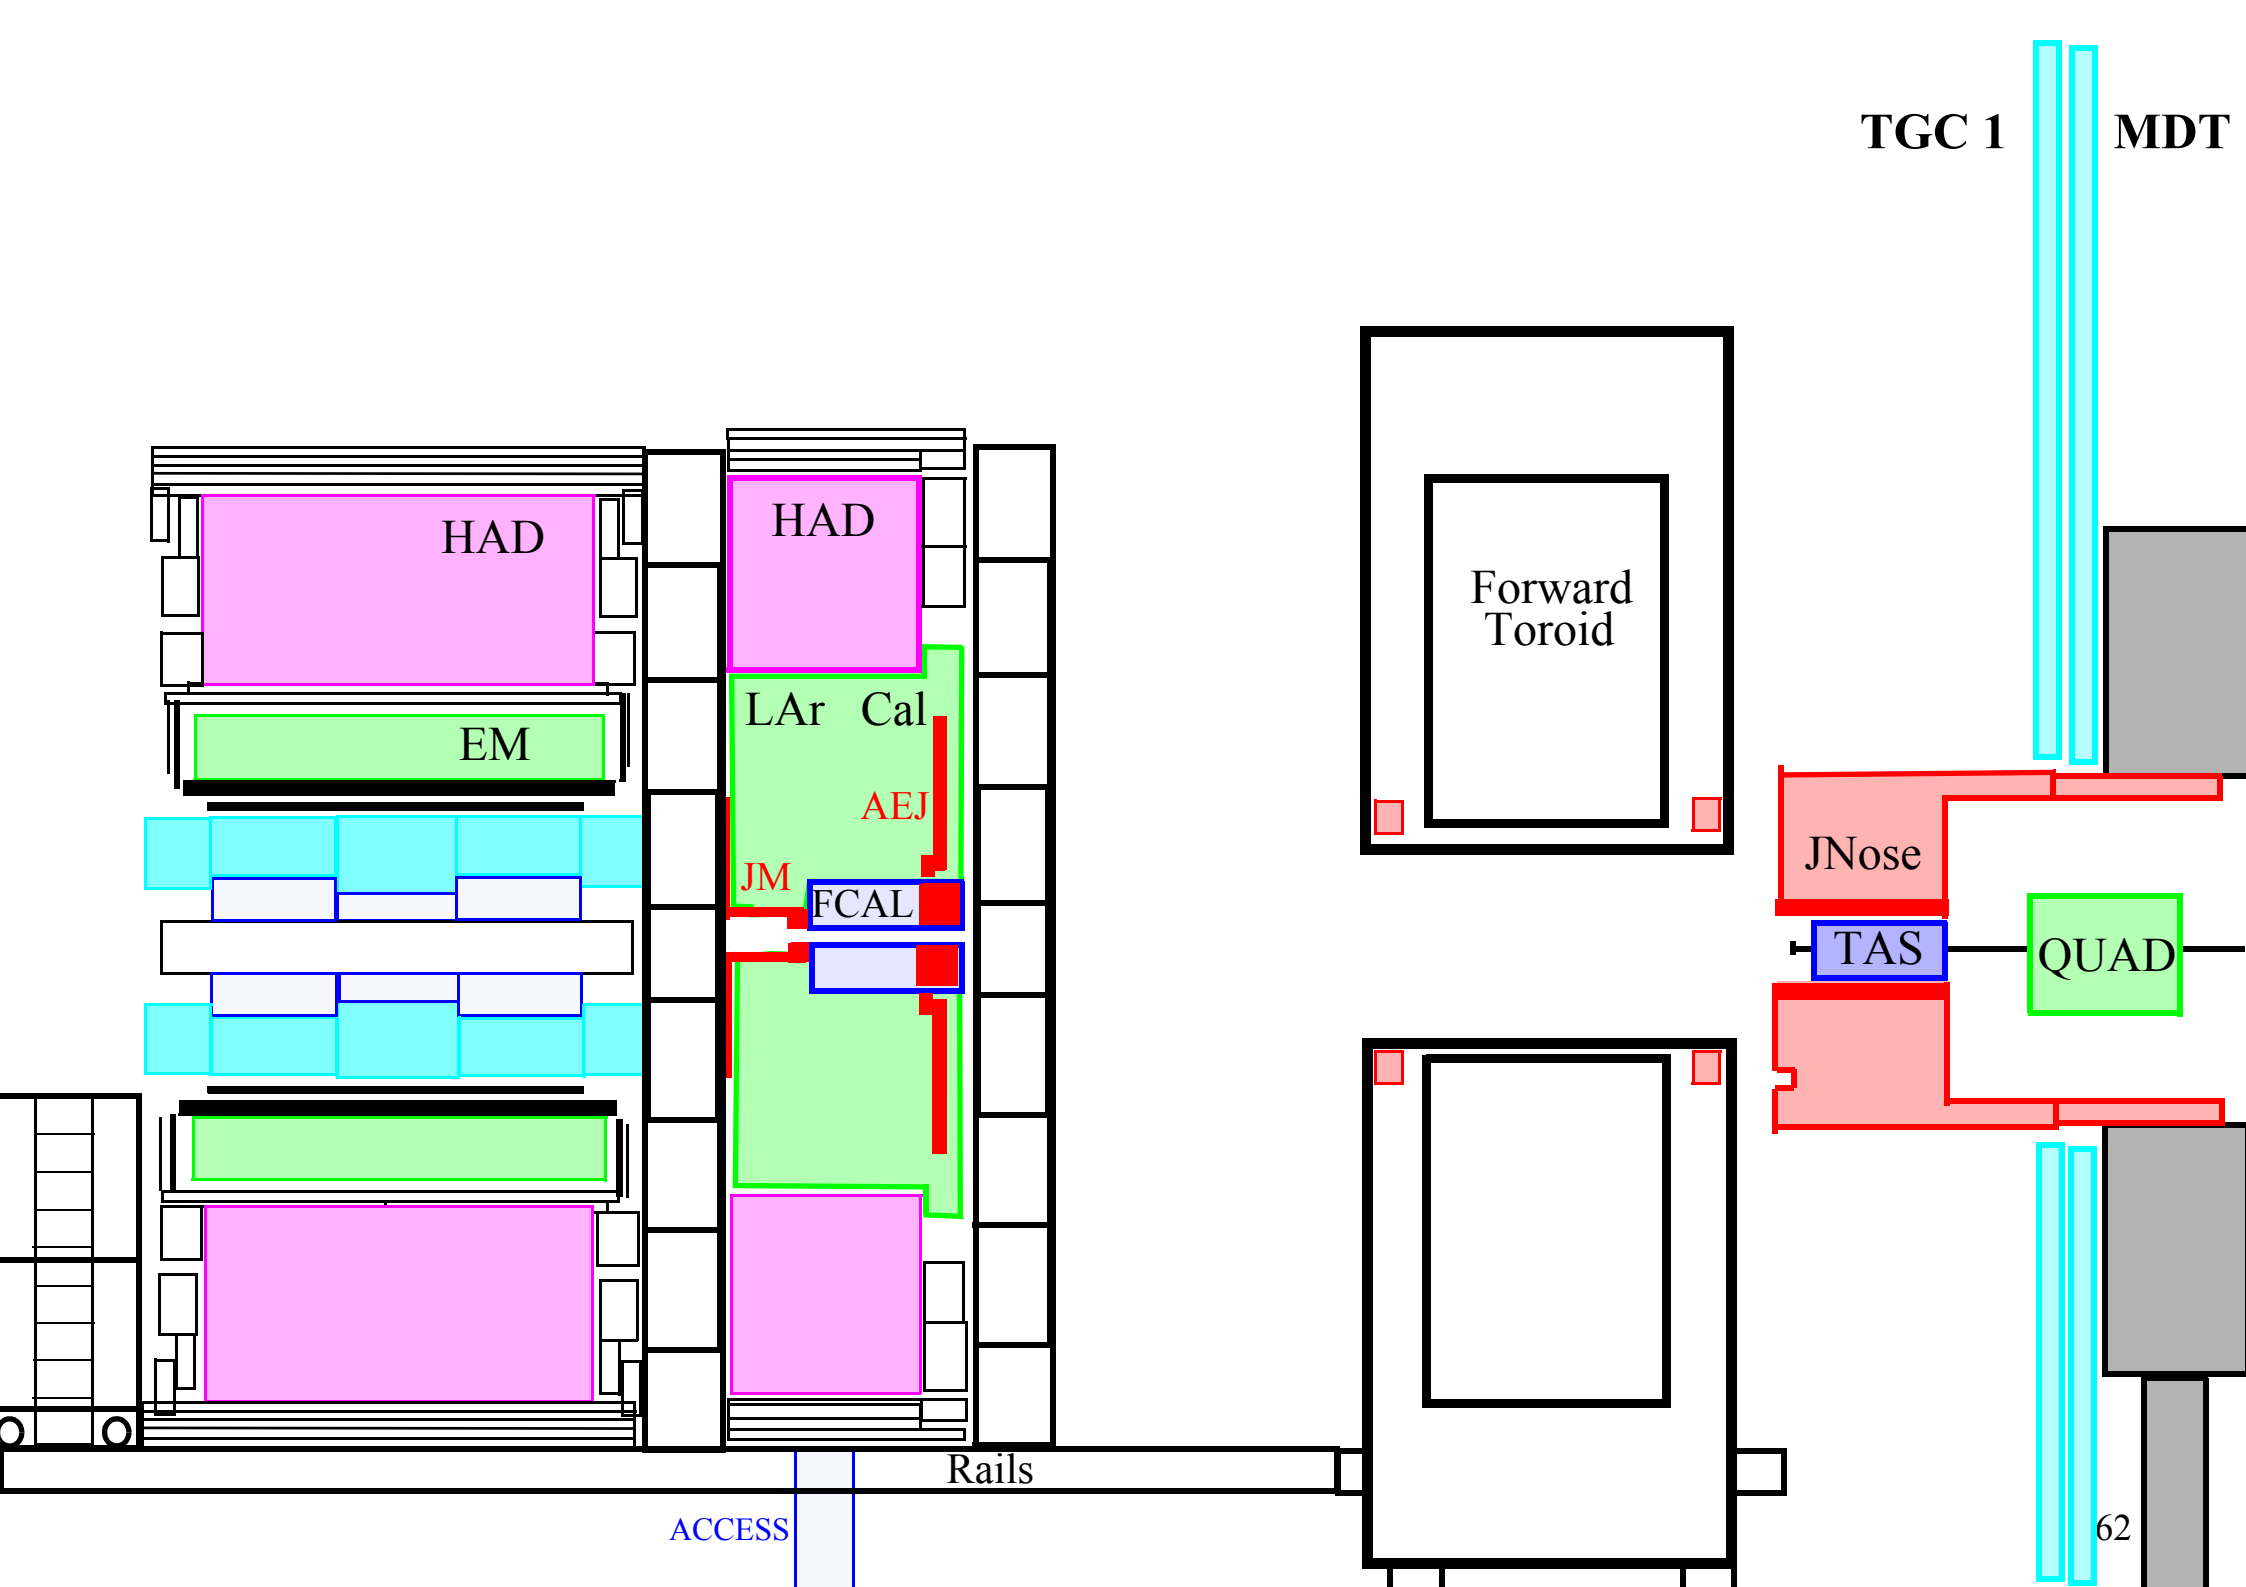 TGC 1
MDT
HAD
HAD
Forward
Toroid
LAr Cal
EM
AEJ
JM
FCAL
JNose
TAS
QUAD
Rails
ACCESS
62